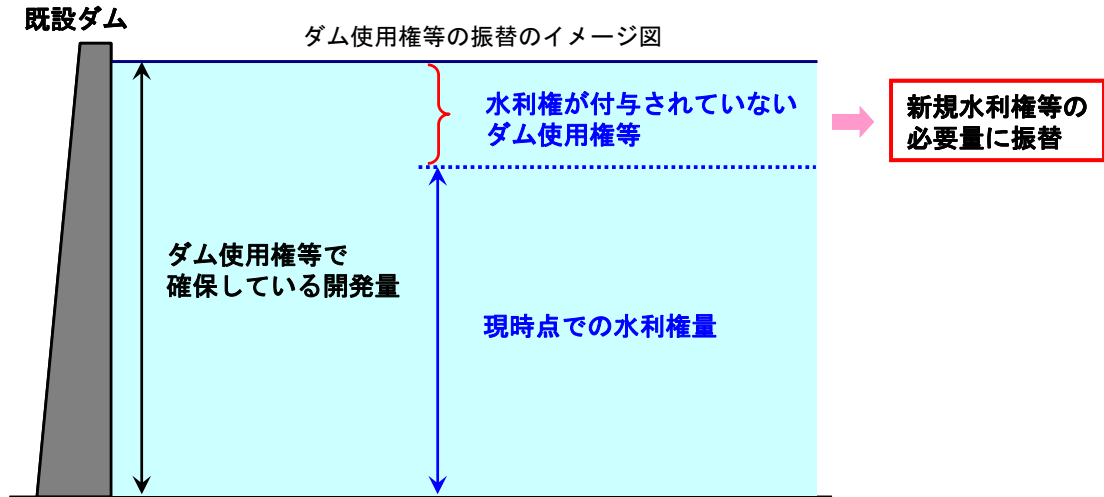 既設ダム
ダム使用権等の振替のイメージ図
水利権が付与されていない
ダム使用権等
新規水利権等の
必要量に振替
ダム使用権等で
確保している開発量
現時点での水利権量